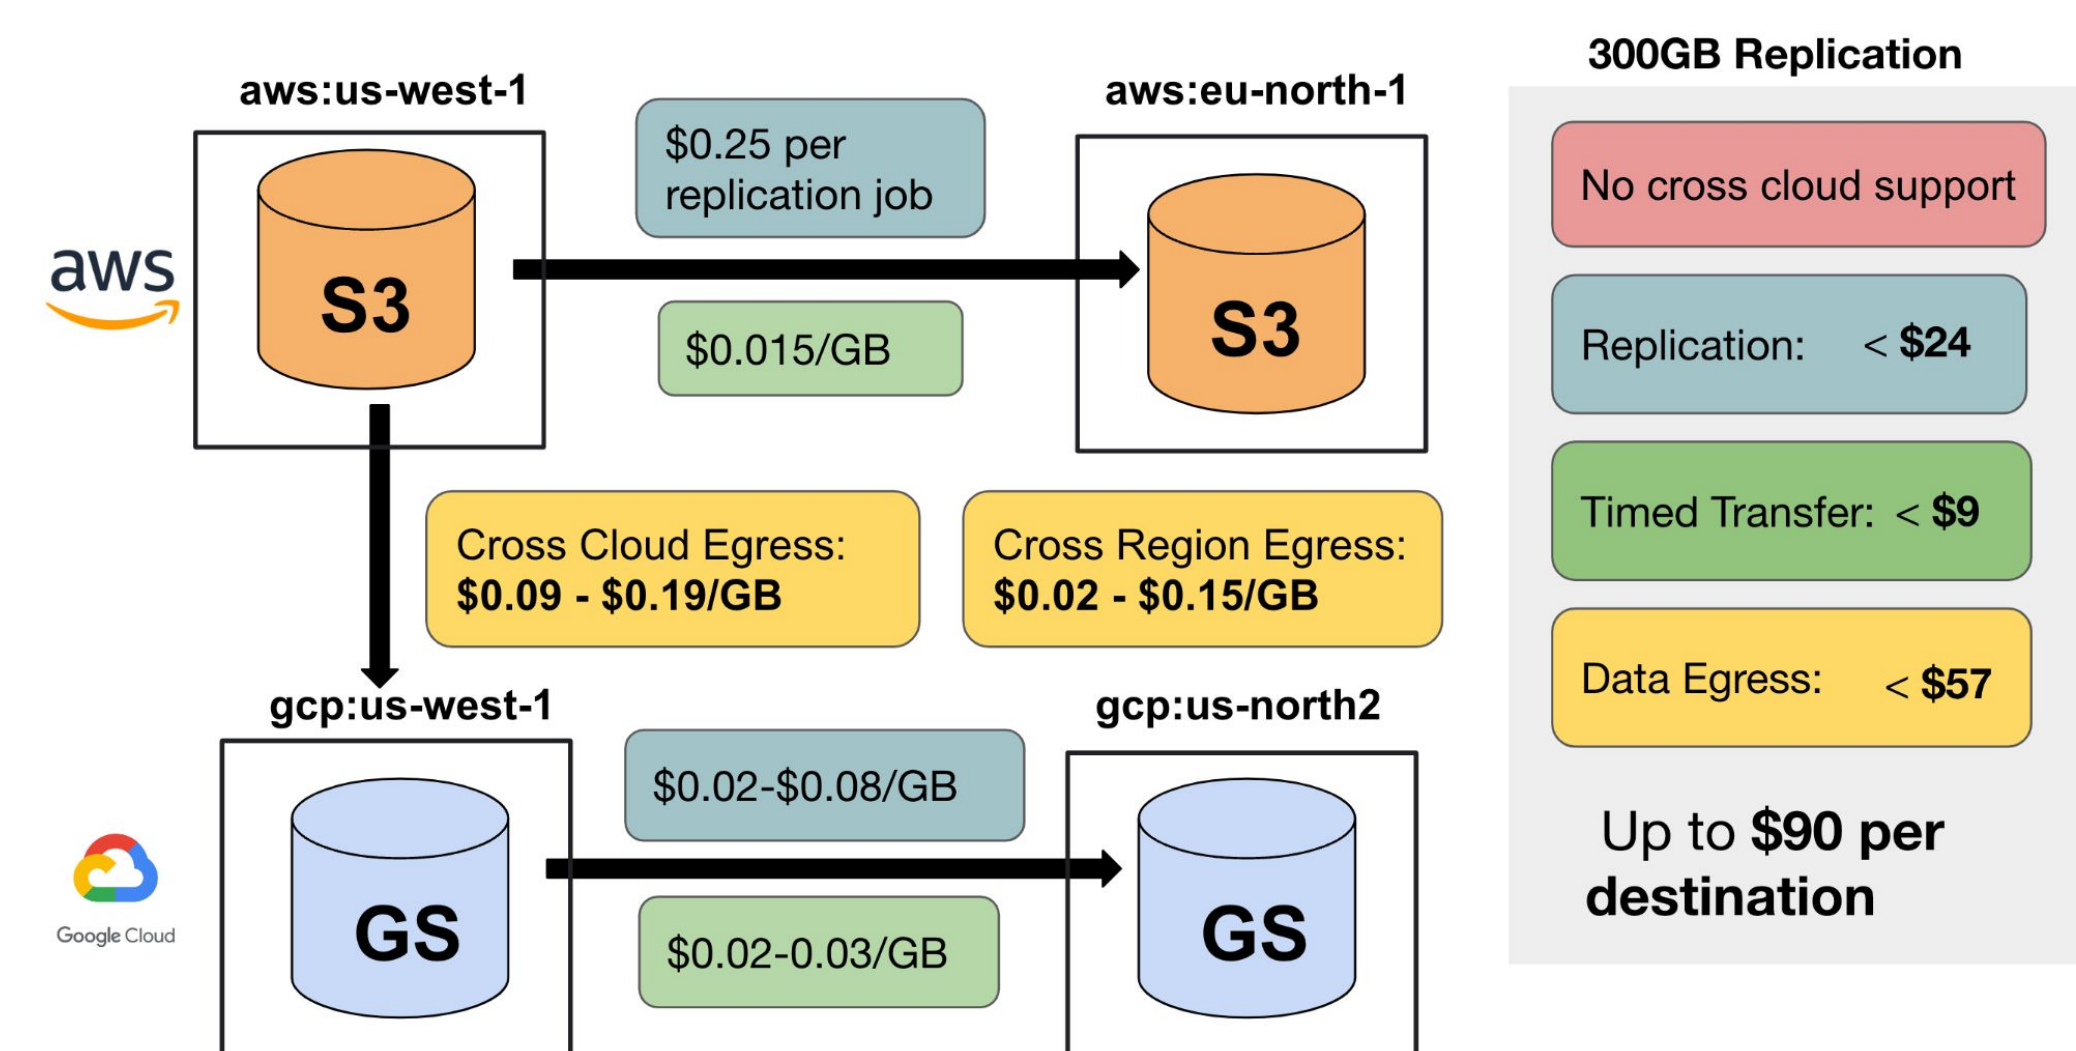 300GB Replication
aws:us-west-1
aws:eu-north-1
$0.25 per
replication job
No cross cloud support
aws
S3
S3
$0.015/GB
Replication: < $24
Timed Transfer: < $9
Cross Cloud Egress:
$0.09 - $0.19/GB
Cross Region Egress:
$0.02 - $0.15/GB
Data Egress: < $57
gcp:us-west-1
gcp:us-north2
$0.02-$0.08/GB
Up to $90 per
destination
Google Cloud
GS
GS
$0.02-0.03/GB